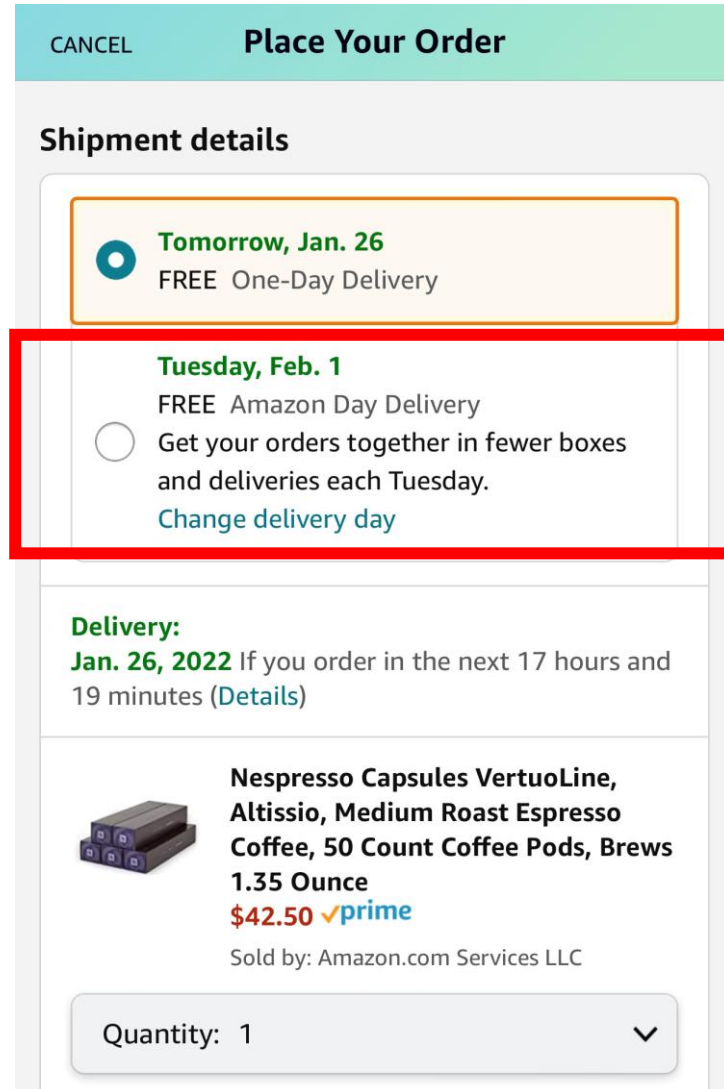 CANCEL Place Your Order
Shipment details
Tomorrow, Jan. 26
FREE One-Day Delivery
Tuesday, Feb. 1
FREE Amazon Day Delivery
Get your orders together in fewer boxes
and deliveries each Tuesday.
Change delivery day
Delivery:
Jan. 26, 2022 If you order in the next 17 hours and
19 minutes (Details)
Nespresso Capsules VertuoLine,
Altissio, Medium Roast Espresso
Coffee, 50 Count Coffee Pods, Brews
1.35 Ounce
$42.50 prime
Sold by: Amazon.com Services LLC
Quantity: 1